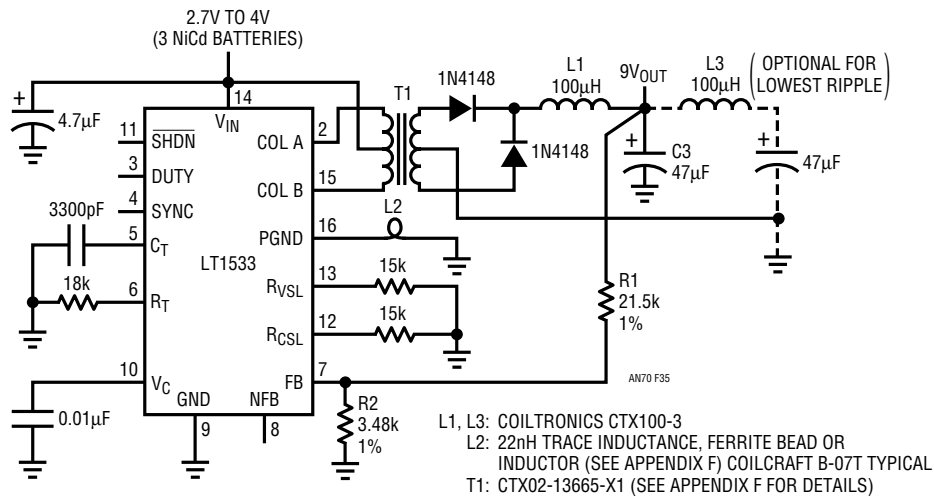 2.7V TO 4V
(3 NiCd BATTERIES)
+
4.7µF
14
VIN
11
SHDN
3
DUTY
4
SYNC
3300pF
5
CT
18k
6
RT
10
VC
0.01µF
GND
9
NFB
8
LT1533
COL A
2
COL B
15
PGND
16
RVSL
13
RCSL
12
FB
7
T1
L2
15k
15k
1N4148
1N4148
L1
100µH
9VOUT
L3
100µH
(OPTIONAL FOR
LOWEST RIPPLE)
+
C3
47µF
+
47µF
R1
21.5k
1%
R2
3.48k
1%
AN70 F35
L1, L3: COILTRONICS CTX100-3
L2: 22nH TRACE INDUCTANCE, FERRITE BEAD OR
INDUCTOR (SEE APPENDIX F) COILCRAFT B-07T TYPICAL
T1: CTX02-13665-X1 (SEE APPENDIX F FOR DETAILS)